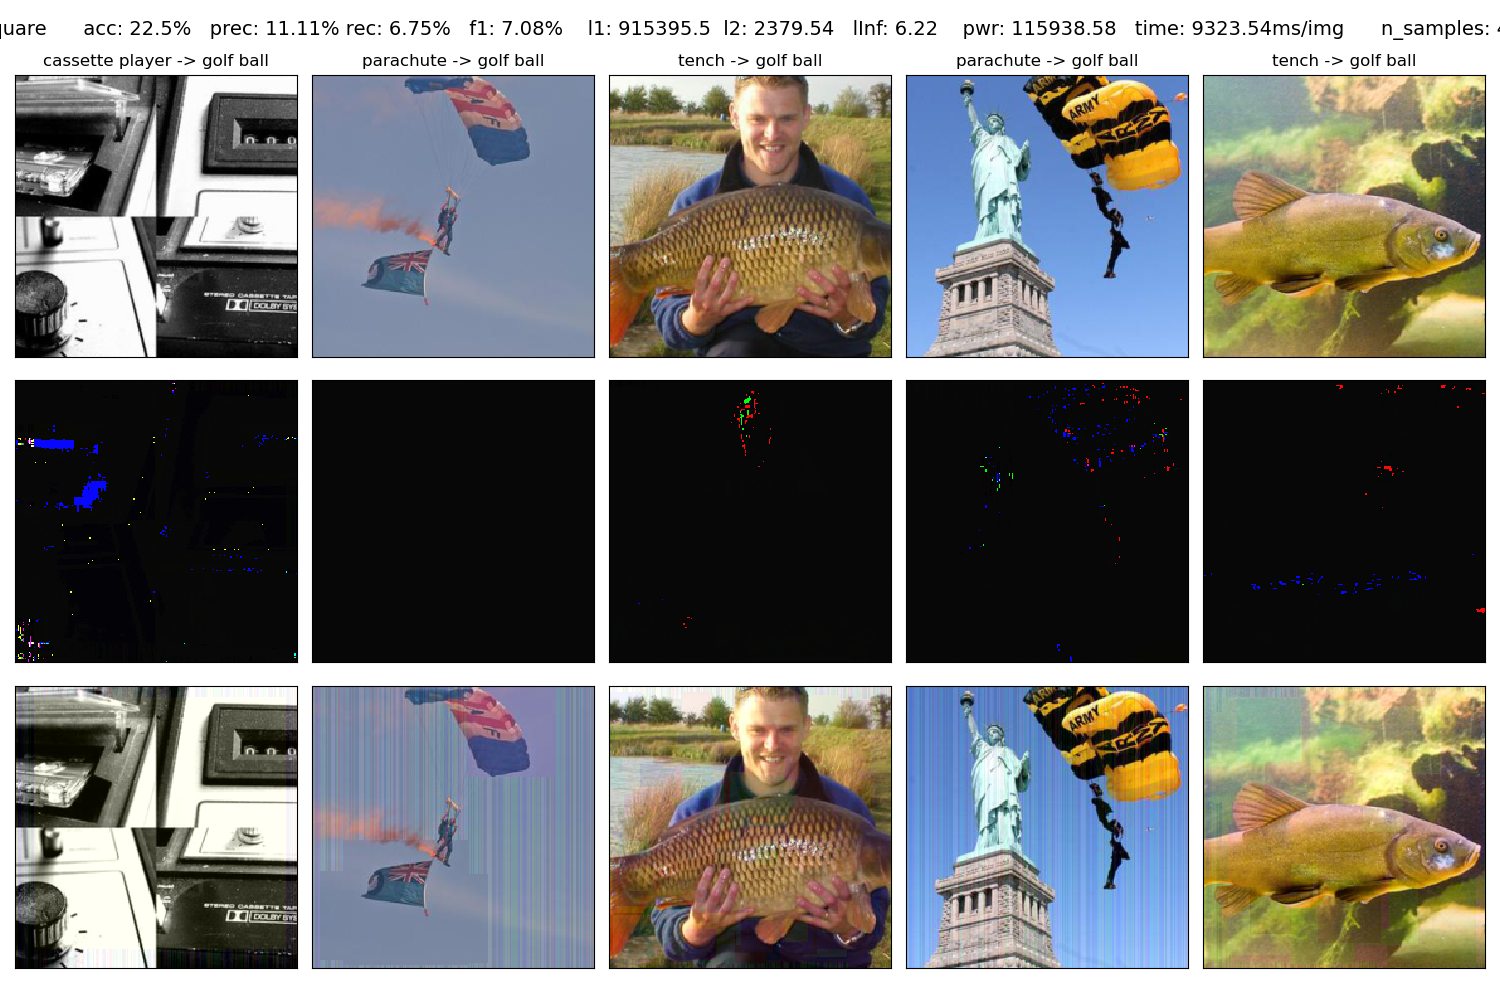 quare acc: 22.5% prec: 11.11% rec: 6.75% f1: 7.08% l1: 915395.5 l2: 2379.54 lInf: 6.22 pwr: 115938.58 time: 9323.54ms/img n_samples:
cassette player -> golf ball
parachute -> golf ball
tench -> golf ball
parachute -> golf ball
tench -> golf ball
ARMY
STEREO CASSETTE TAP
DOLBY SYS
ARMY
STEREO CASSETTE TAP
DOLBY SYS